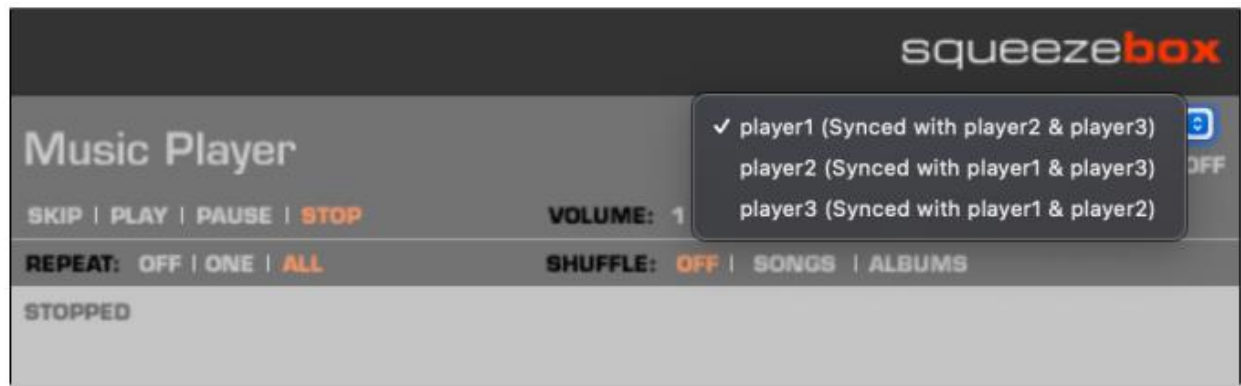 squeezebox
Music Player
✓ player1 (Synced with player2 & player3)
player2 (Synced with player1 & player3)
player3 (Synced with player1 & player2)
OFF
SKIP | PLAY | PAUSE | STOP
VOLUME: 1
REPEAT: OFF | ONE | ALL
SHUFFLE: OFF | SONGS | ALBUMS
STOPPED